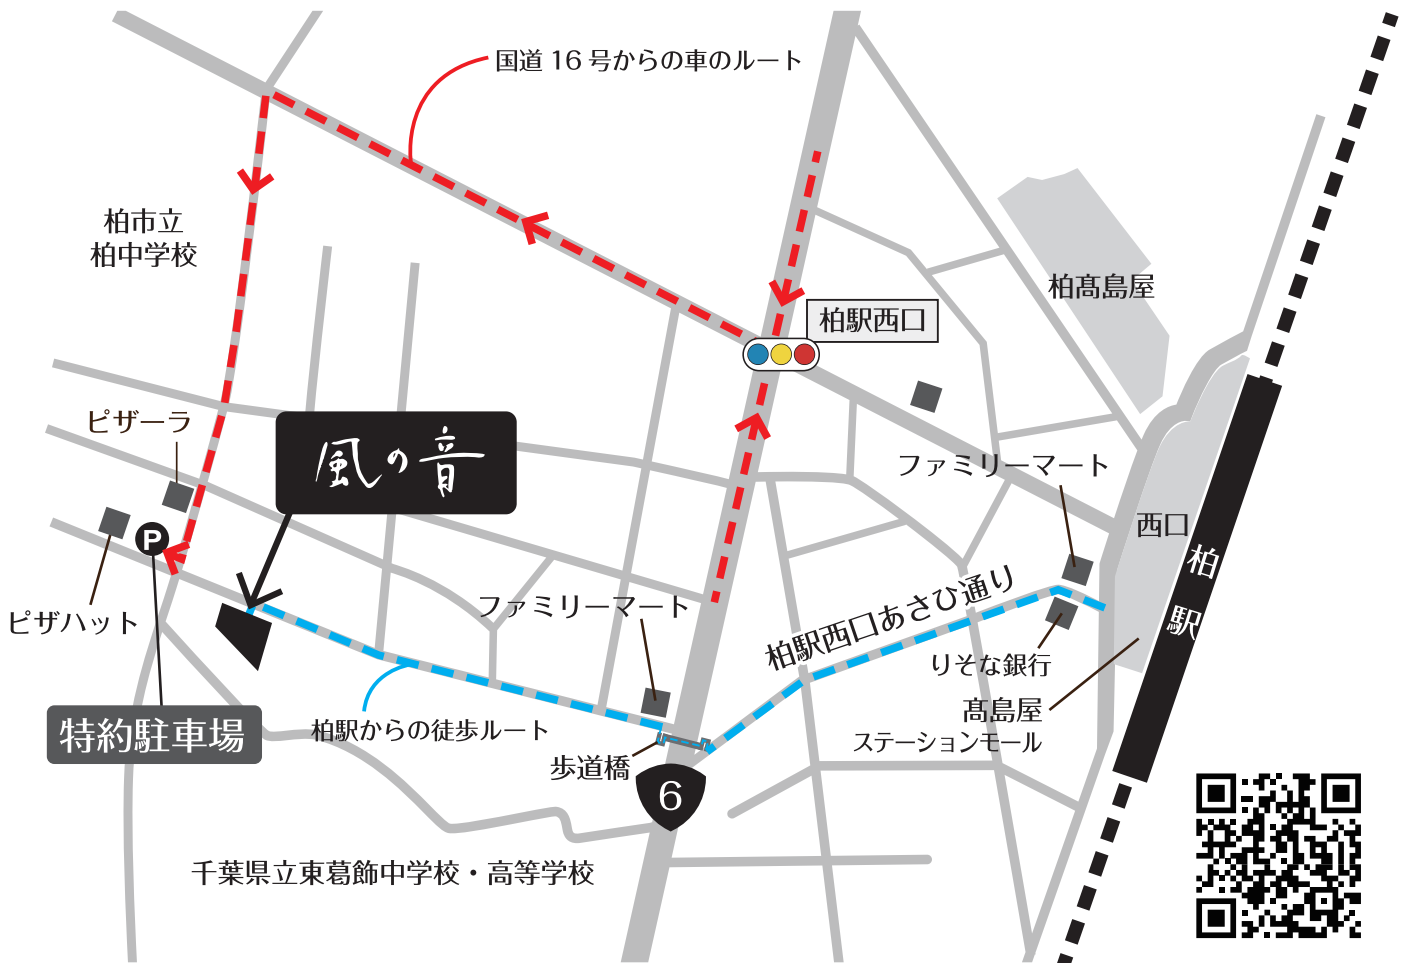 国道16号からの車のルート
柏市立
柏中学校
柏髙島屋
柏駅西口
ピザーラ
風の音
ファミリーマート
西口
P
柏駅
ピザハット
ファミリーマート
柏駅西口あさひ通り
りそな銀行
特約駐車場
柏駅からの徒歩ルート
髙島屋
ステーションモール
歩道橋
6
千葉県立東葛飾中学校・高等学校